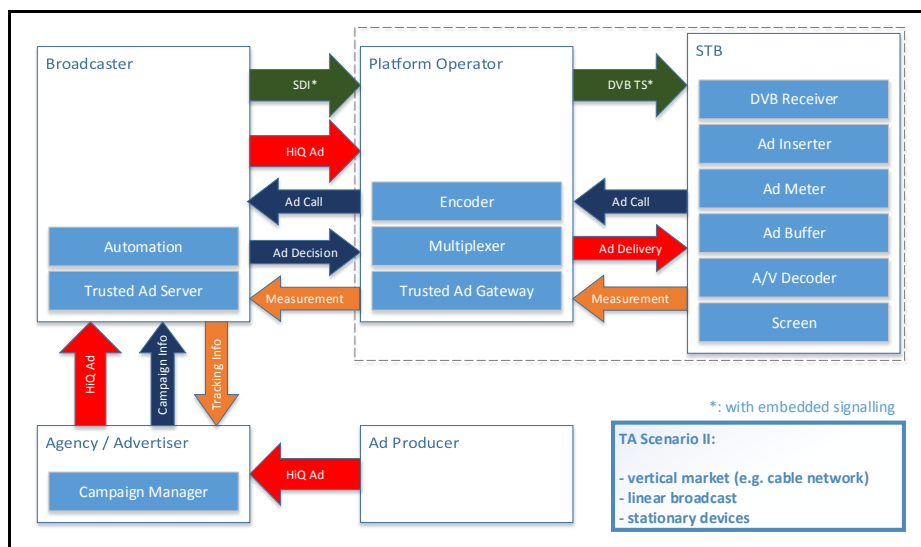 Broadcaster
Automation
Trusted Ad Server
SDI*
HiQ Ad
Ad Call
Ad Decision
Measurement
Platform Operator
Encoder
Multiplexer
Trusted Ad Gateway
DVB TS*
Ad Call
Ad Delivery
Measurement
STB
DVB Receiver
Ad Inserter
Ad Meter
Ad Buffer
A/V Decoder
Screen
HiQ Ad
Campaign Info
Tracking Info
Agency / Advertiser
Campaign Manager
HiQ Ad
Ad Producer
*: with embedded signalling
TA Scenario II:
- vertical market (e.g. cable network)
- linear broadcast
- stationary devices